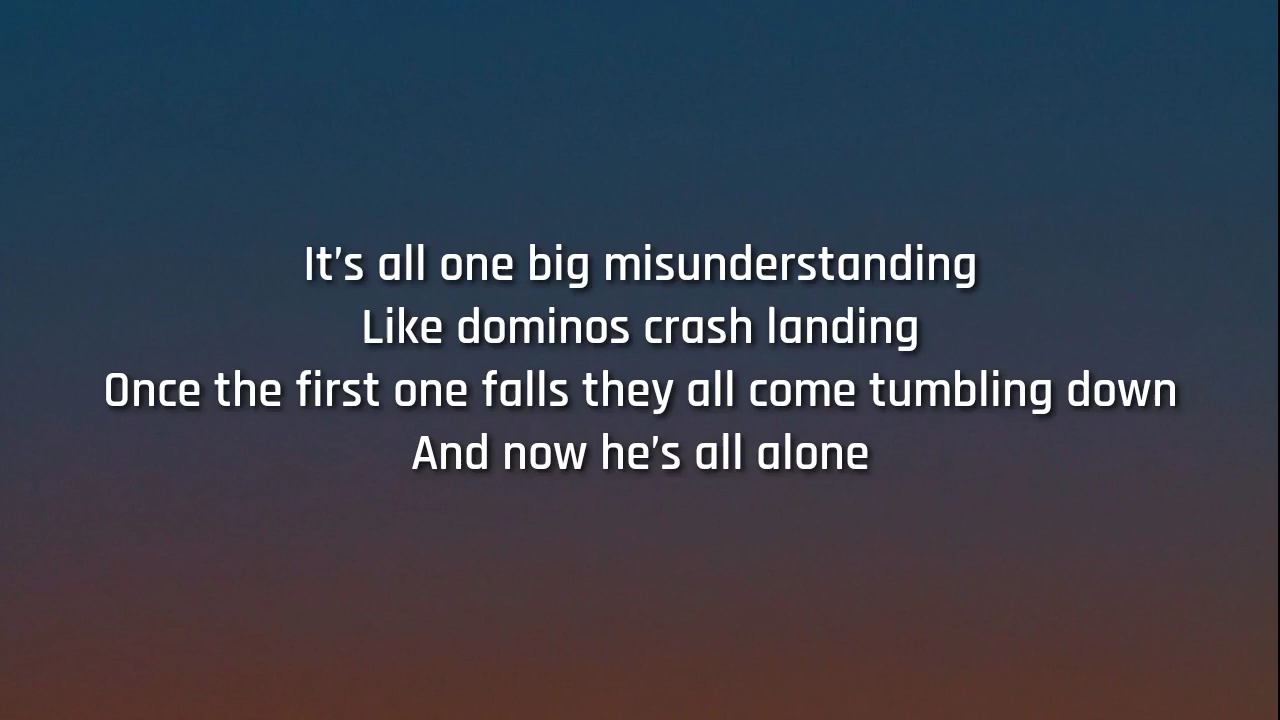 It’s all one big misunderstanding
Like dominos crash landing
Once the first one falls they all come tumbling down
And now he’s all alone